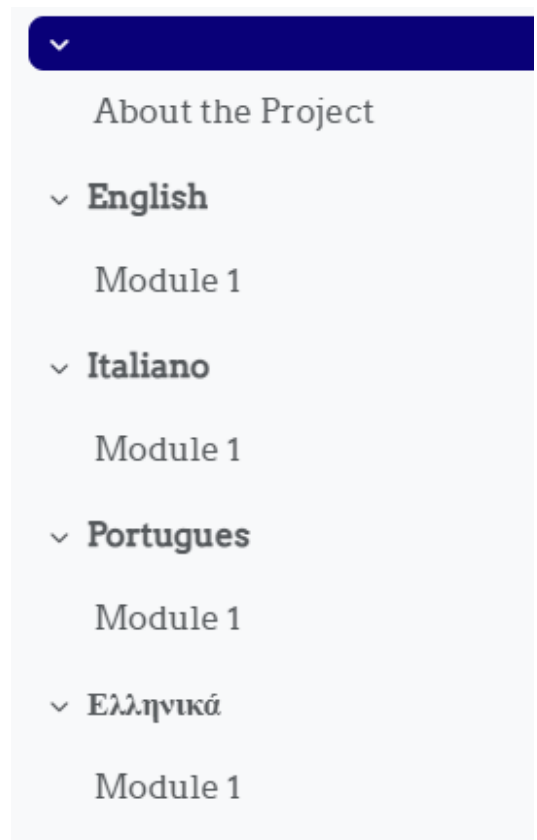 About the Project
English
Module 1
Italiano
Module 1
Portugues
Module 1
Ελληνικά
Module 1